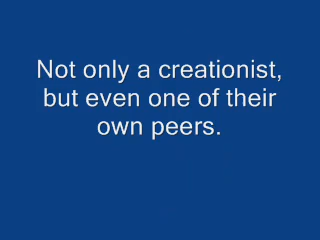 Not only a creationist,
but even one of their
own peers.